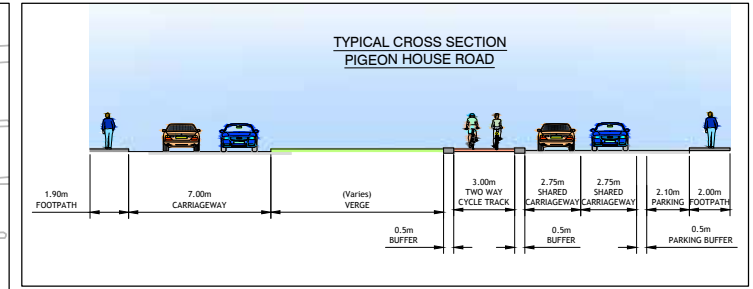 TYPICAL CROSS SECTION
PIGEON HOUSE ROAD
1.90m
FOOTPATH
7.00m
CARRIAGEWAY
(Varies)
VERGE
3.00m
TWO WAY
CYCLE TRACK
2.75m
SHARED
CARRIAGEWAY
2.75m
SHARED
CARRIAGEWAY
2.10m
PARKING
2.00m
FOOTPATH
0.5m
BUFFER
0.5m
BUFFER
0.5m
PARKING BUFFER